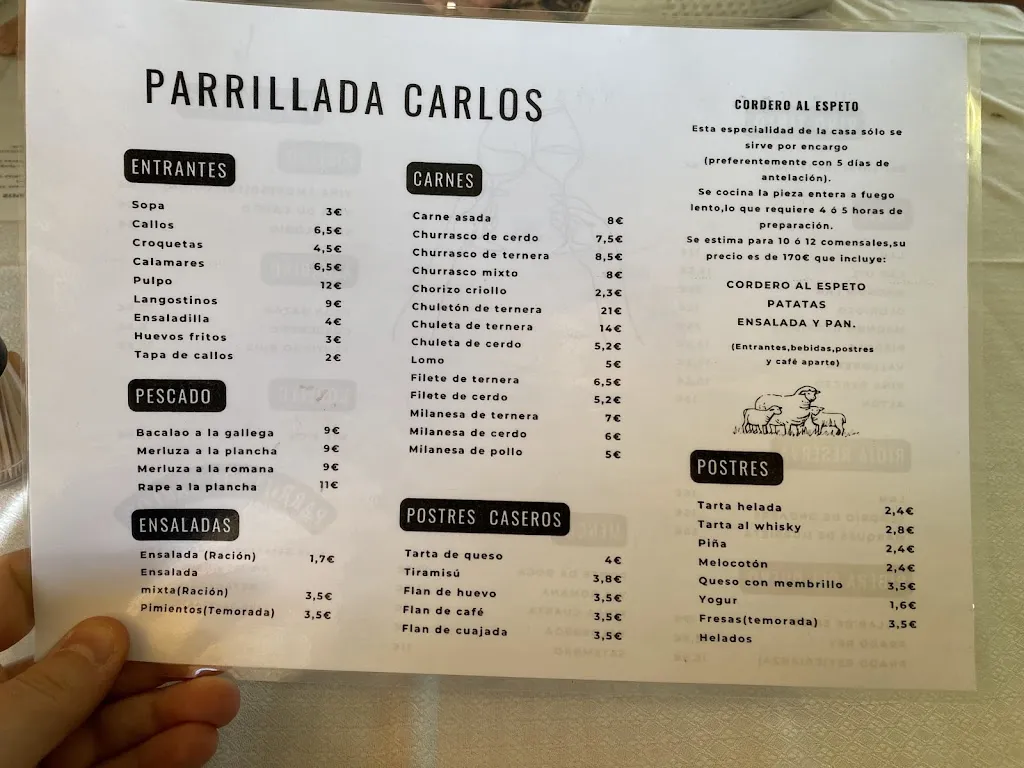 PARRILLADA CARLOS
ENTRANTES
Sopa 3€
Callos 6,5€
Croquetas 4,5€
Calamares 6,5€
Pulpo 12€
Langostinos 9€
Ensaladilla 4€
Huevos fritos 3€
Tapa de callos 2€
PESCADO
Bacalao a la gallega 9€
Merluza a la plancha 9€
Merluza a la romana 9€
Rape a la plancha 11€
ENSALADAS
Ensalada (Ración) 1,7€
Ensalada
mixta(Ración) 3,5€
Pimientos(Temorada) 3,5€
CARNES
Carne asada 8€
Churrasco de cerdo 7,5€
Churrasco de ternera 8,5€
Churrasco mixto 8€
Chorizo criollo 2,3€
Chuletón de ternera 21€
Chuleta de ternera 14€
Chuleta de cerdo 5,2€
Lomo 5€
Filete de ternera 6,5€
Filete de cerdo 5,2€
Milanesa de ternera 7€
Milanesa de cerdo 6€
Milanesa de pollo 5€
POSTRES CASEROS
Tarta de queso 4€
Tiramisú 3,8€
Flan de huevo 3,5€
Flan de café 3,5€
Flan de cuajada 3,5€
CORDERO AL ESPETO
Esta especialidad de la casa sólo se
sirve por encargo
(preferentemente con 5 días de
antelación).
Se cocina la pieza entera a fuego
lento,lo que requiere 4 ó 5 horas de
preparación.
Se estima para 10 ó 12 comensales,su
precio es de 170€ que incluye:
CORDERO AL ESPETO
PATATAS
ENSALADA Y PAN.
(Entrantes,bebidas,postres
y café aparte)
POSTRES
Tarta helada 2,4€
Tarta al whisky 2,8€
Piña 2,4€
Melocotón 2,4€
Queso con membrillo 3,5€
Yogur 1,6€
Fresas(temorada) 3,5€
Helados